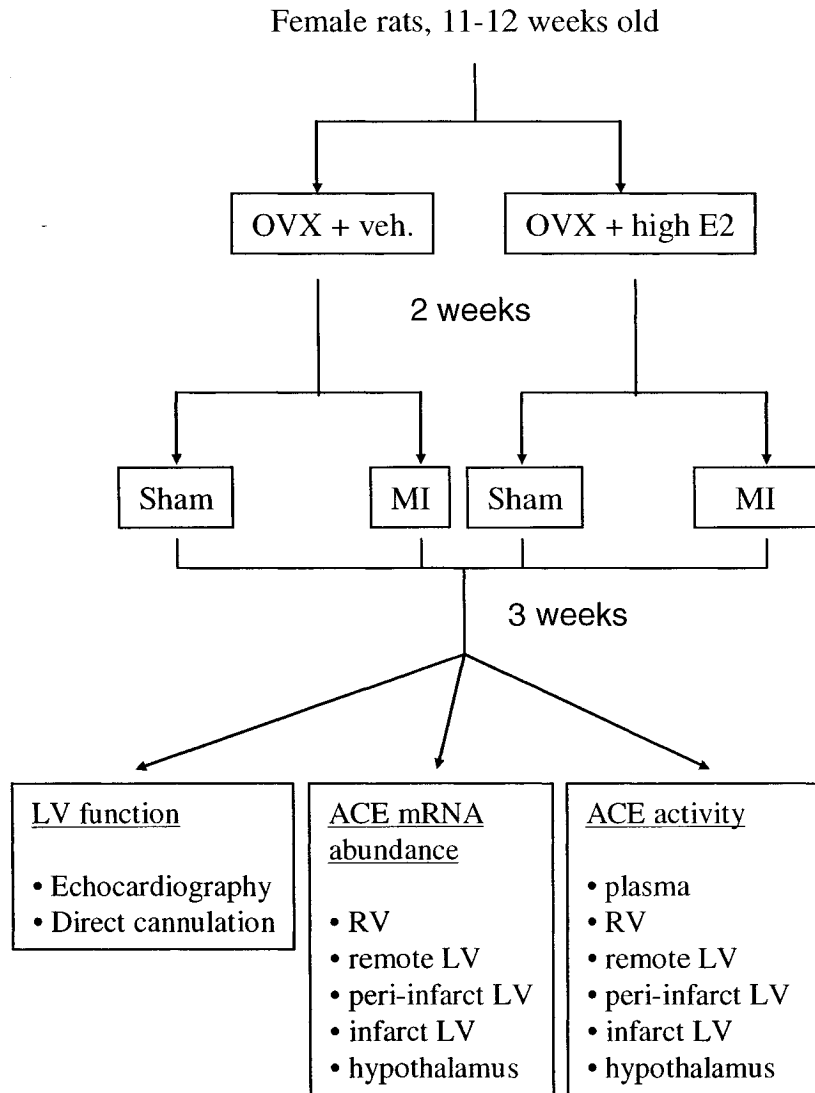 Female rats, 11-12 weeks old
OVX + veh.
OVX + high E2
2 weeks
Sham
MI
Sham
MI
3 weeks
LV function
• Echocardiography
• Direct cannulation
ACE mRNA
abundance
• RV
• remote LV
• peri-infarct LV
• infarct LV
• hypothalamus
ACE activity
• plasma
• RV
• remote LV
• peri-infarct LV
• infarct LV
• hypothalamus